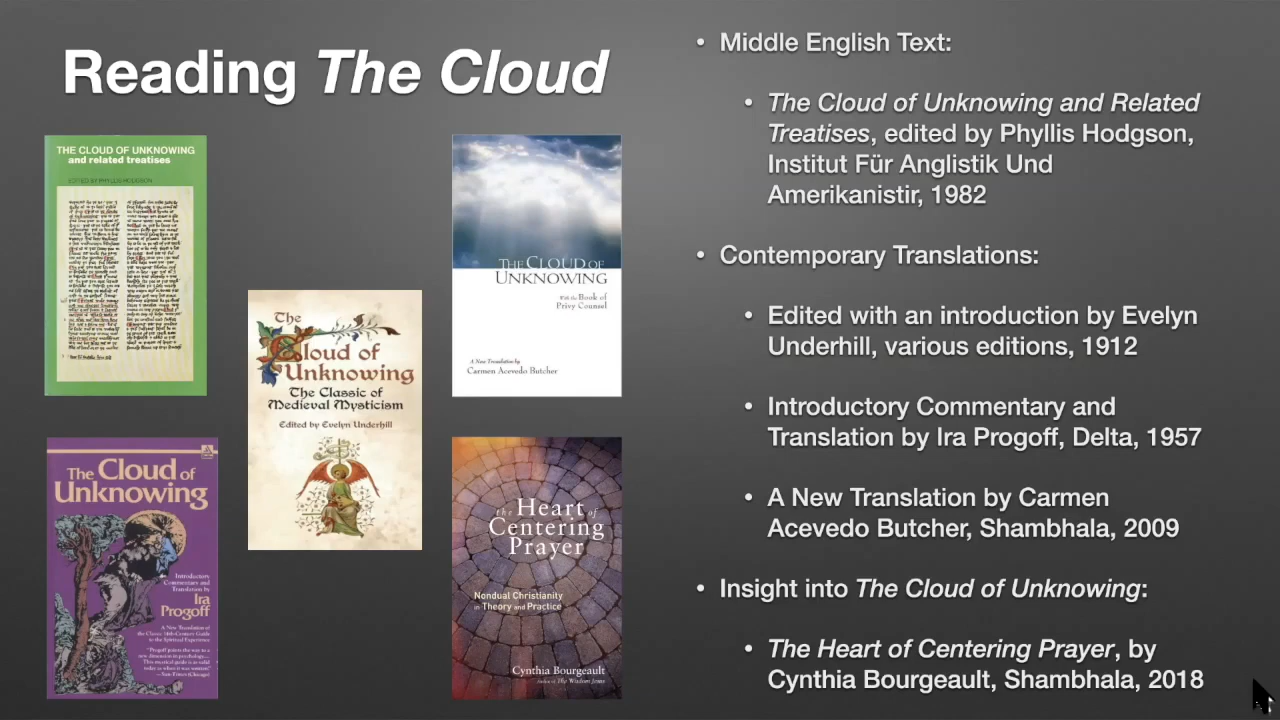 Reading The Cloud
THE CLOUD OF UNKNOWING
and related treatises
EDITED BY PHYLLIS HODGSON
THE CLOUD OF
UNKNOWING
with the Book of
Privy Counsel
A New Translation by
Carmen Acevedo Butcher
The
Cloud of
Unknowing
The Classic of
Medieval Mysticism
Edited by Evelyn Underhill
The Cloud of
Unknowing
Introductory
Commentary and
Translation by
Ira
Progoff
A New Translation of
the Classic 14th-Century Guide
to the Spiritual Experience
"Progoff points the way to a
new dimension in psychology...
This mystical guide is as valid
today as when it was written."
—Sun-Times (Chicago)
the Heart of
Centering
Prayer
Nondual Christianity
in Theory and Practice
Cynthia Bourgeault
Author of The Wisdom Jesus
• Middle English Text:
• The Cloud of Unknowing and Related
Treatises, edited by Phyllis Hodgson,
Institut Für Anglistik Und
Amerikanistir, 1982
• Contemporary Translations:
• Edited with an introduction by Evelyn
Underhill, various editions, 1912
• Introductory Commentary and
Translation by Ira Progoff, Delta, 1957
• A New Translation by Carmen
Acevedo Butcher, Shambhala, 2009
• Insight into The Cloud of Unknowing:
• The Heart of Centering Prayer, by
Cynthia Bourgeault, Shambhala, 2018